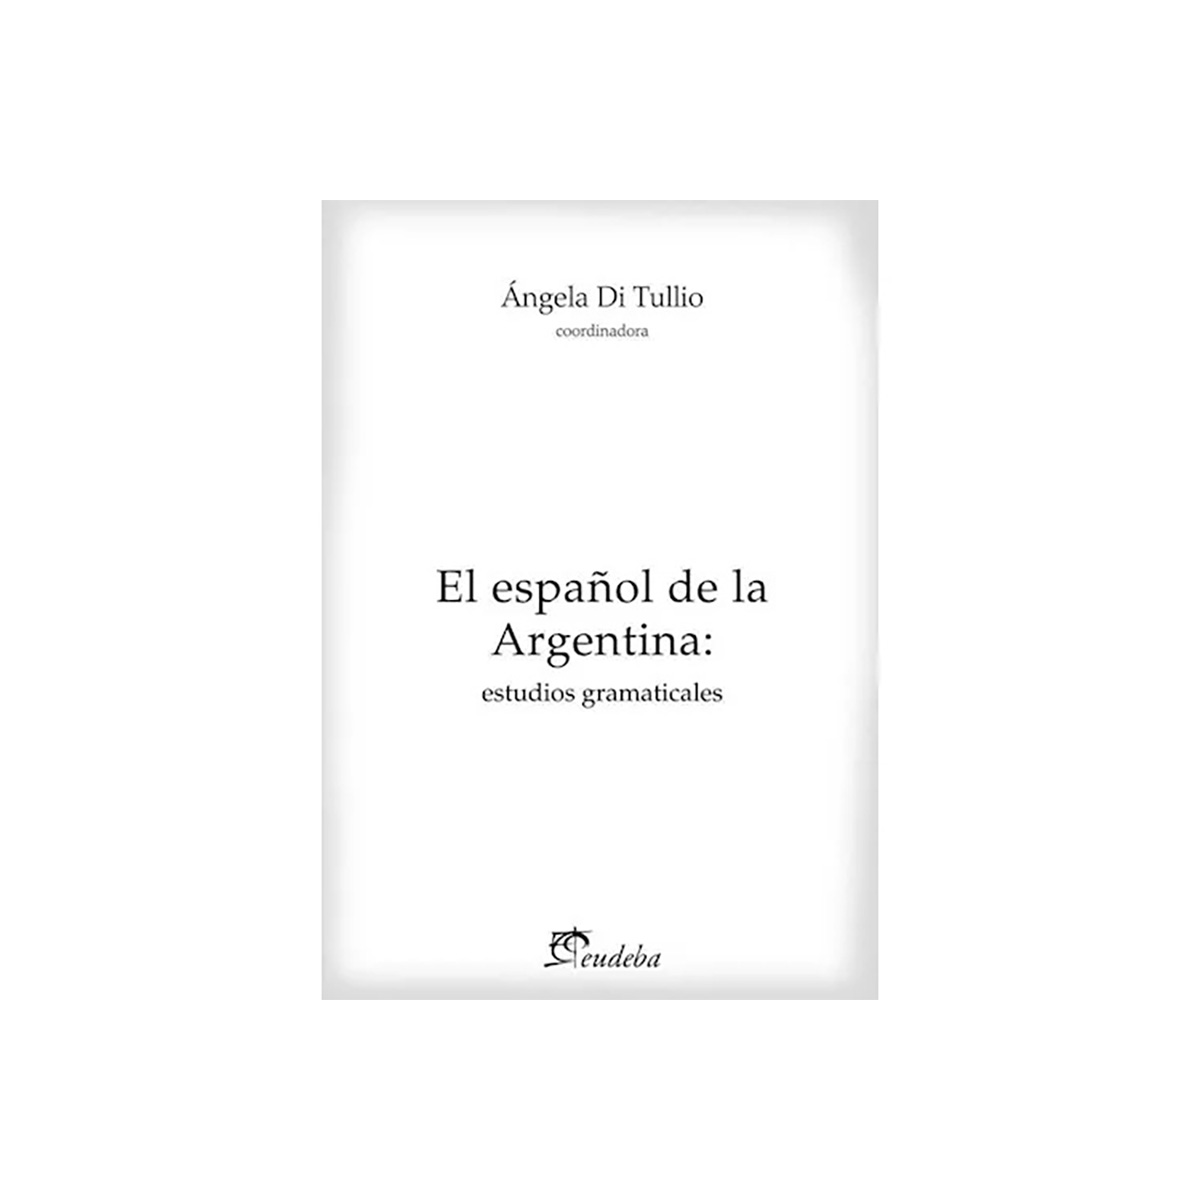 Ángela Di Tullio
coordinadora
El español de la
Argentina:
estudios gramaticales
eudeba